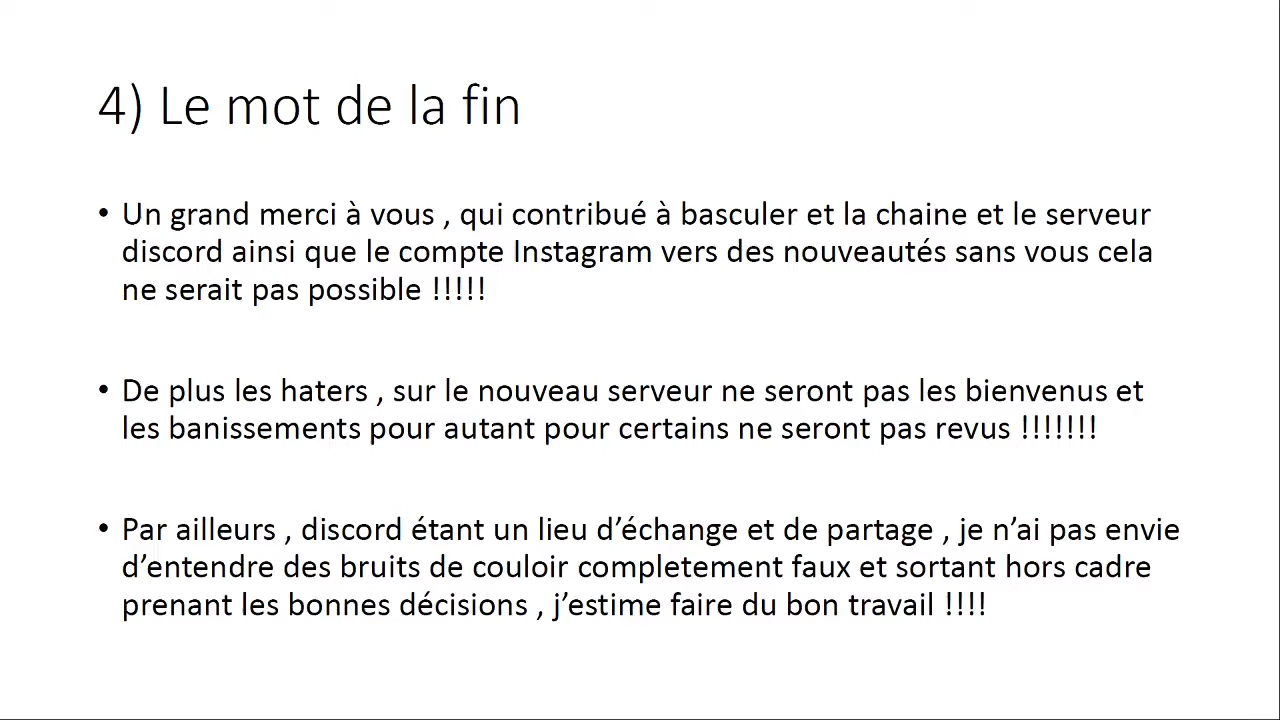 4) Le mot de la fin
• Un grand merci à vous , qui contribué à basculer et la chaine et le serveur
discord ainsi que le compte Instagram vers des nouveautés sans vous cela
ne serait pas possible !!!!!
• De plus les haters , sur le nouveau serveur ne seront pas les bienvenus et
les banissements pour autant pour certains ne seront pas revus !!!!!!!
• Par ailleurs , discord étant un lieu d’échange et de partage , je n’ai pas envie
d’entendre des bruits de couloir completement faux et sortant hors cadre
prenant les bonnes décisions , j’estime faire du bon travail !!!!